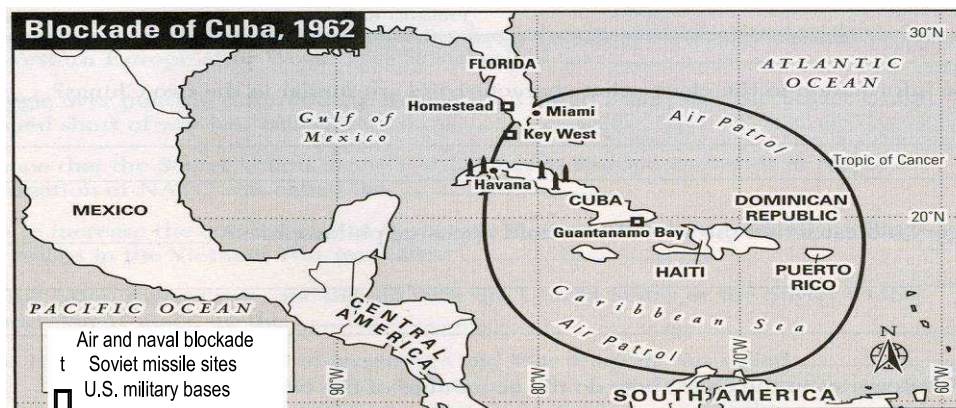 Blockade of Cuba, 1962
30°N
FLORIDA
ATLANTIC
OCEAN
Homestead
Miami
Gulf of
Mexico
Key West
Air Patrol
Tropic of Cancer
Havana
MEXICO
CUBA
DOMINICAN
REPUBLIC
20°N
Guantanamo Bay
HAITI
PUERTO
RICO
PACIFIC OCEAN
CENTRAL
AMERICA
Caribbean Sea
Air Patrol
N
Air and naval blockade
t Soviet missile sites
U.S. military bases
90°W
80°W
70°W
60°W
SOUTH AMERICA